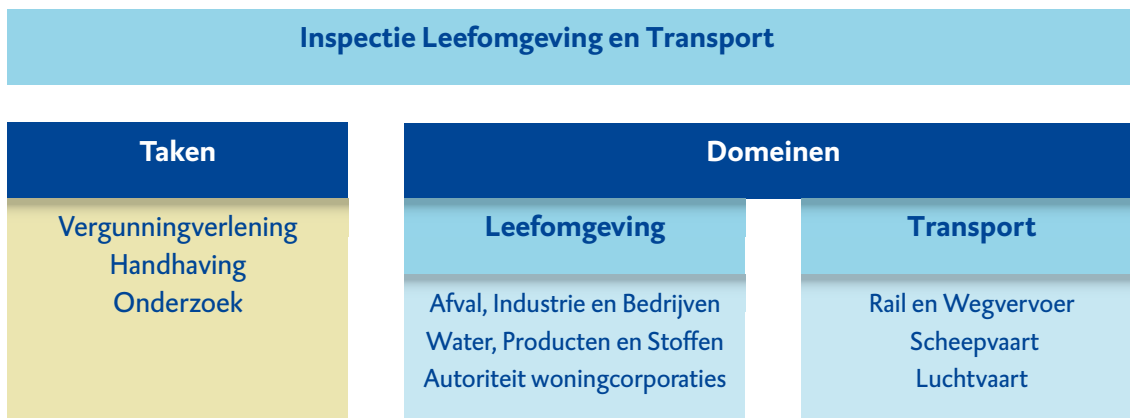 Inspectie Leefomgeving en Transport
Taken
Vergunningverlening
Handhaving
Onderzoek
Domeinen
Leefomgeving
Afval, Industrie en Bedrijven
Water, Producten en Stoffen
Autoriteit woningcorporaties
Transport
Rail en Wegvervoer
Scheepvaart
Luchtvaart